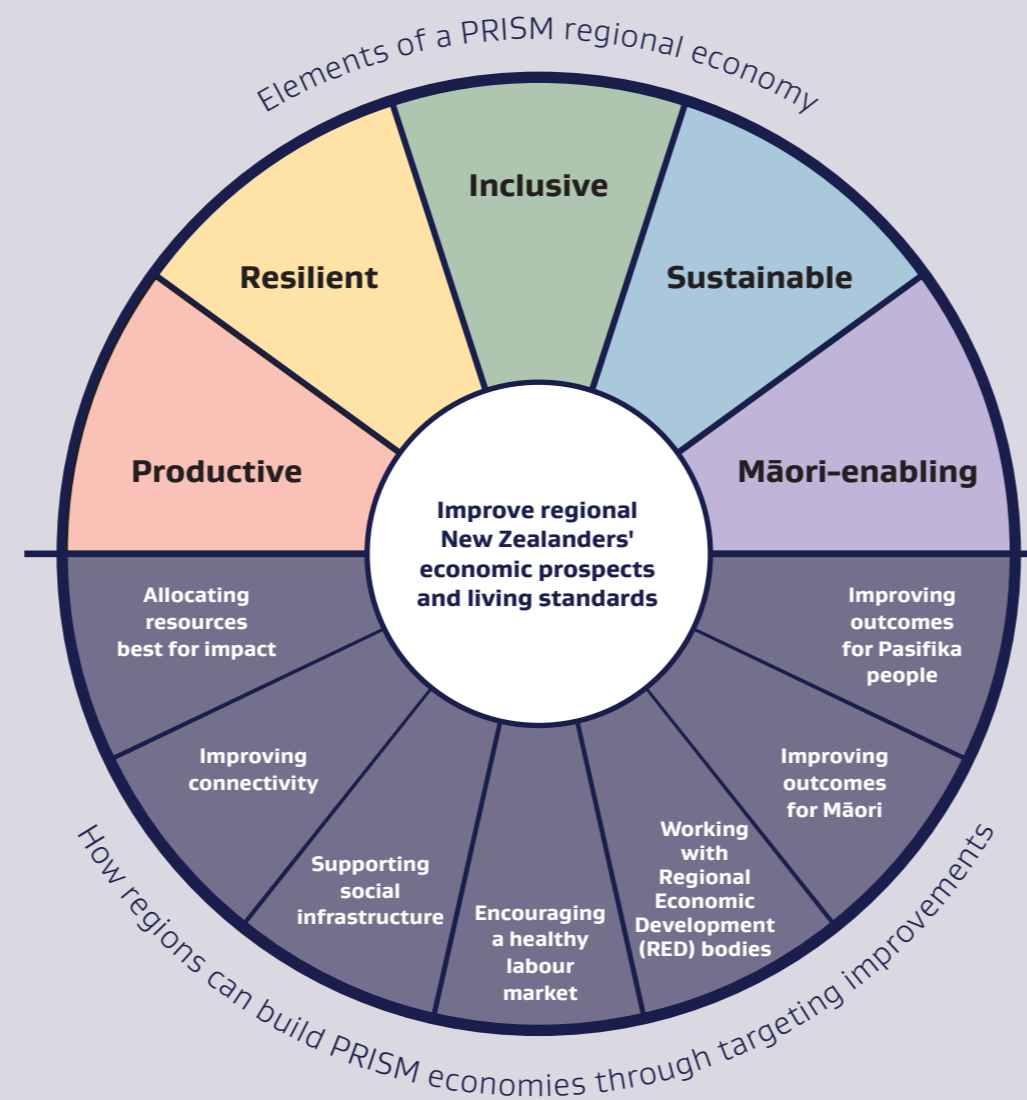 Elements of a PRISM regional economy
Inclusive
Resilient
Sustainable
Productive
Māori-enabling
Improve regional
New Zealanders'
economic prospects
and living standards
Allocating
resources
best for impact
Improving
connectivity
Supporting
social
infrastructure
Encouraging
a healthy
labour
market
Working
with
Regional
Economic
Development
(RED) bodies
Improving
outcomes
for Māori
Improving
outcomes
for Pasifika
people
How regions can build PRISM economies through targeting improvements